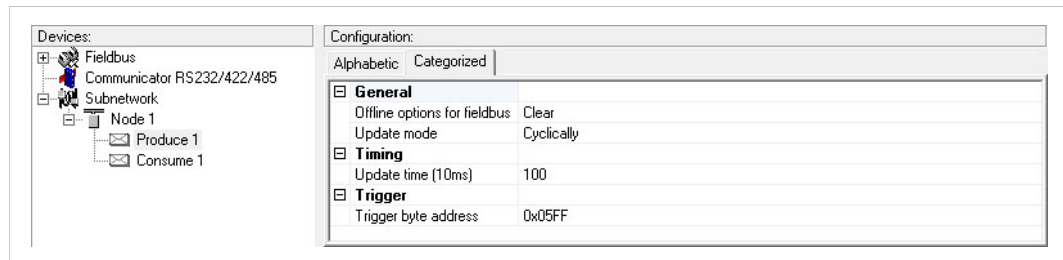 Devices:
Fieldbus
Communicator RS232/422/485
Subnetwork
Node 1
Produce 1
Consume 1
Configuration:
Alphabetic Categorized
General
Offline options for fieldbus Clear
Update mode Cyclically
Timing
Update time (10ms) 100
Trigger
Trigger byte address 0x05FF